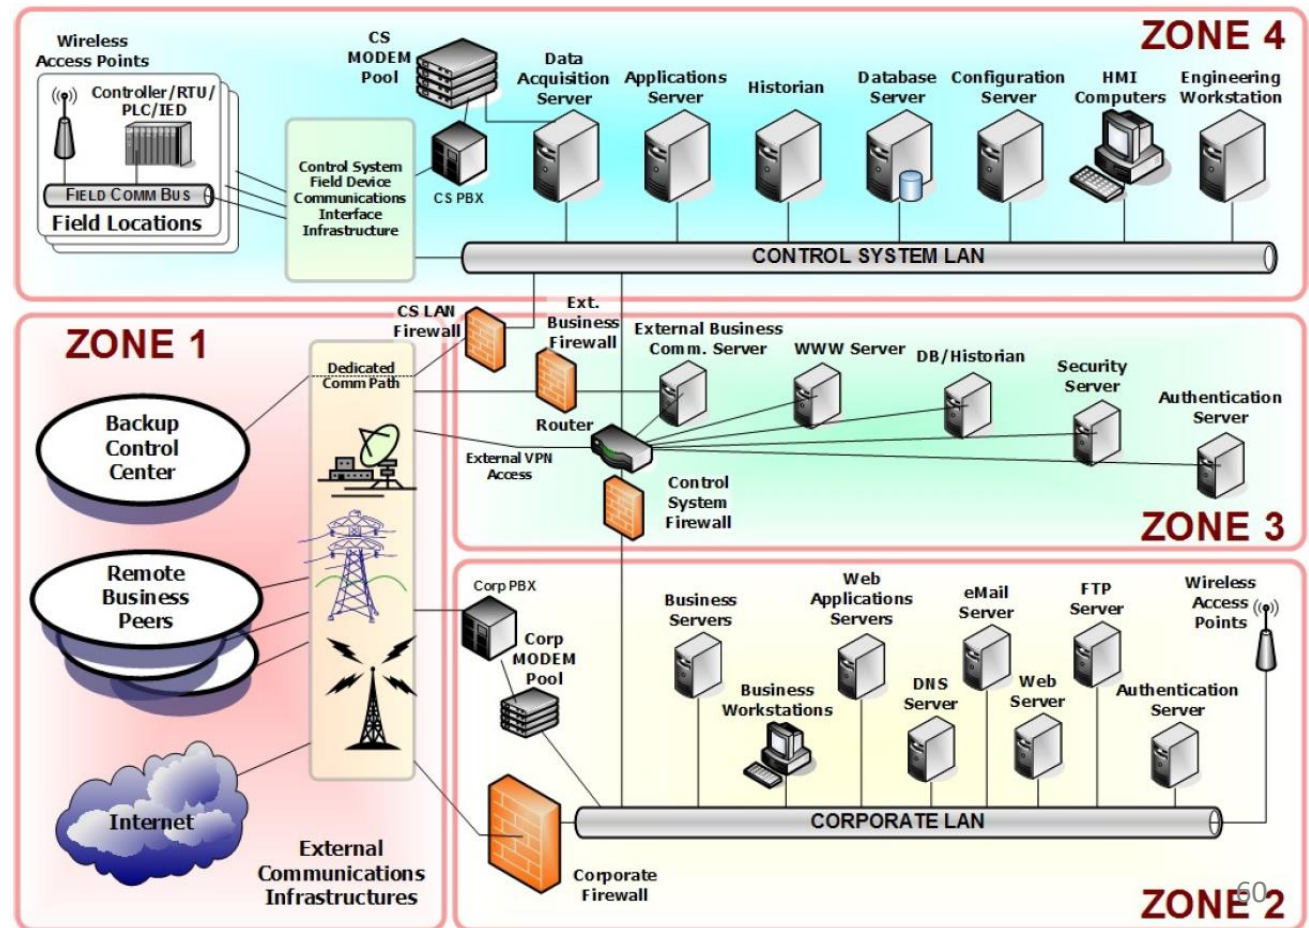 ZONE 4
Wireless
Access Points
Controller/RTU/
PLC/IED
FIELD COMM BUS
Field Locations
Control System
Field Device
Communications
Interface
Infrastructure
CS
MODEM
Pool
CS PBX
Data
Acquisition
Server
Applications
Server
Historian
Database
Server
Configuration
Server
HMI
Computers
Engineering
Workstation
CONTROL SYSTEM LAN
ZONE 1
CS LAN
Firewall
Dedicated
Comm Path
Backup
Control
Center
Remote
Business
Peers
Internet
External
Communications
Infrastructures
Ext.
Business
Firewall
Router
External VPN
Access
External Business
Comm. Server
WWW Server
DB/Historian
Security
Server
Authentication
Server
Control
System
Firewall
ZONE 3
Corp PBX
Corp
MODEM
Pool
Business
Servers
Business
Workstations
Web
Applications
Servers
DNS
Server
eMail
Server
Web
Server
FTP
Server
Authentication
Server
Wireless
Access
Points
CORPORATE LAN
Corporate
Firewall
ZONE 2
60